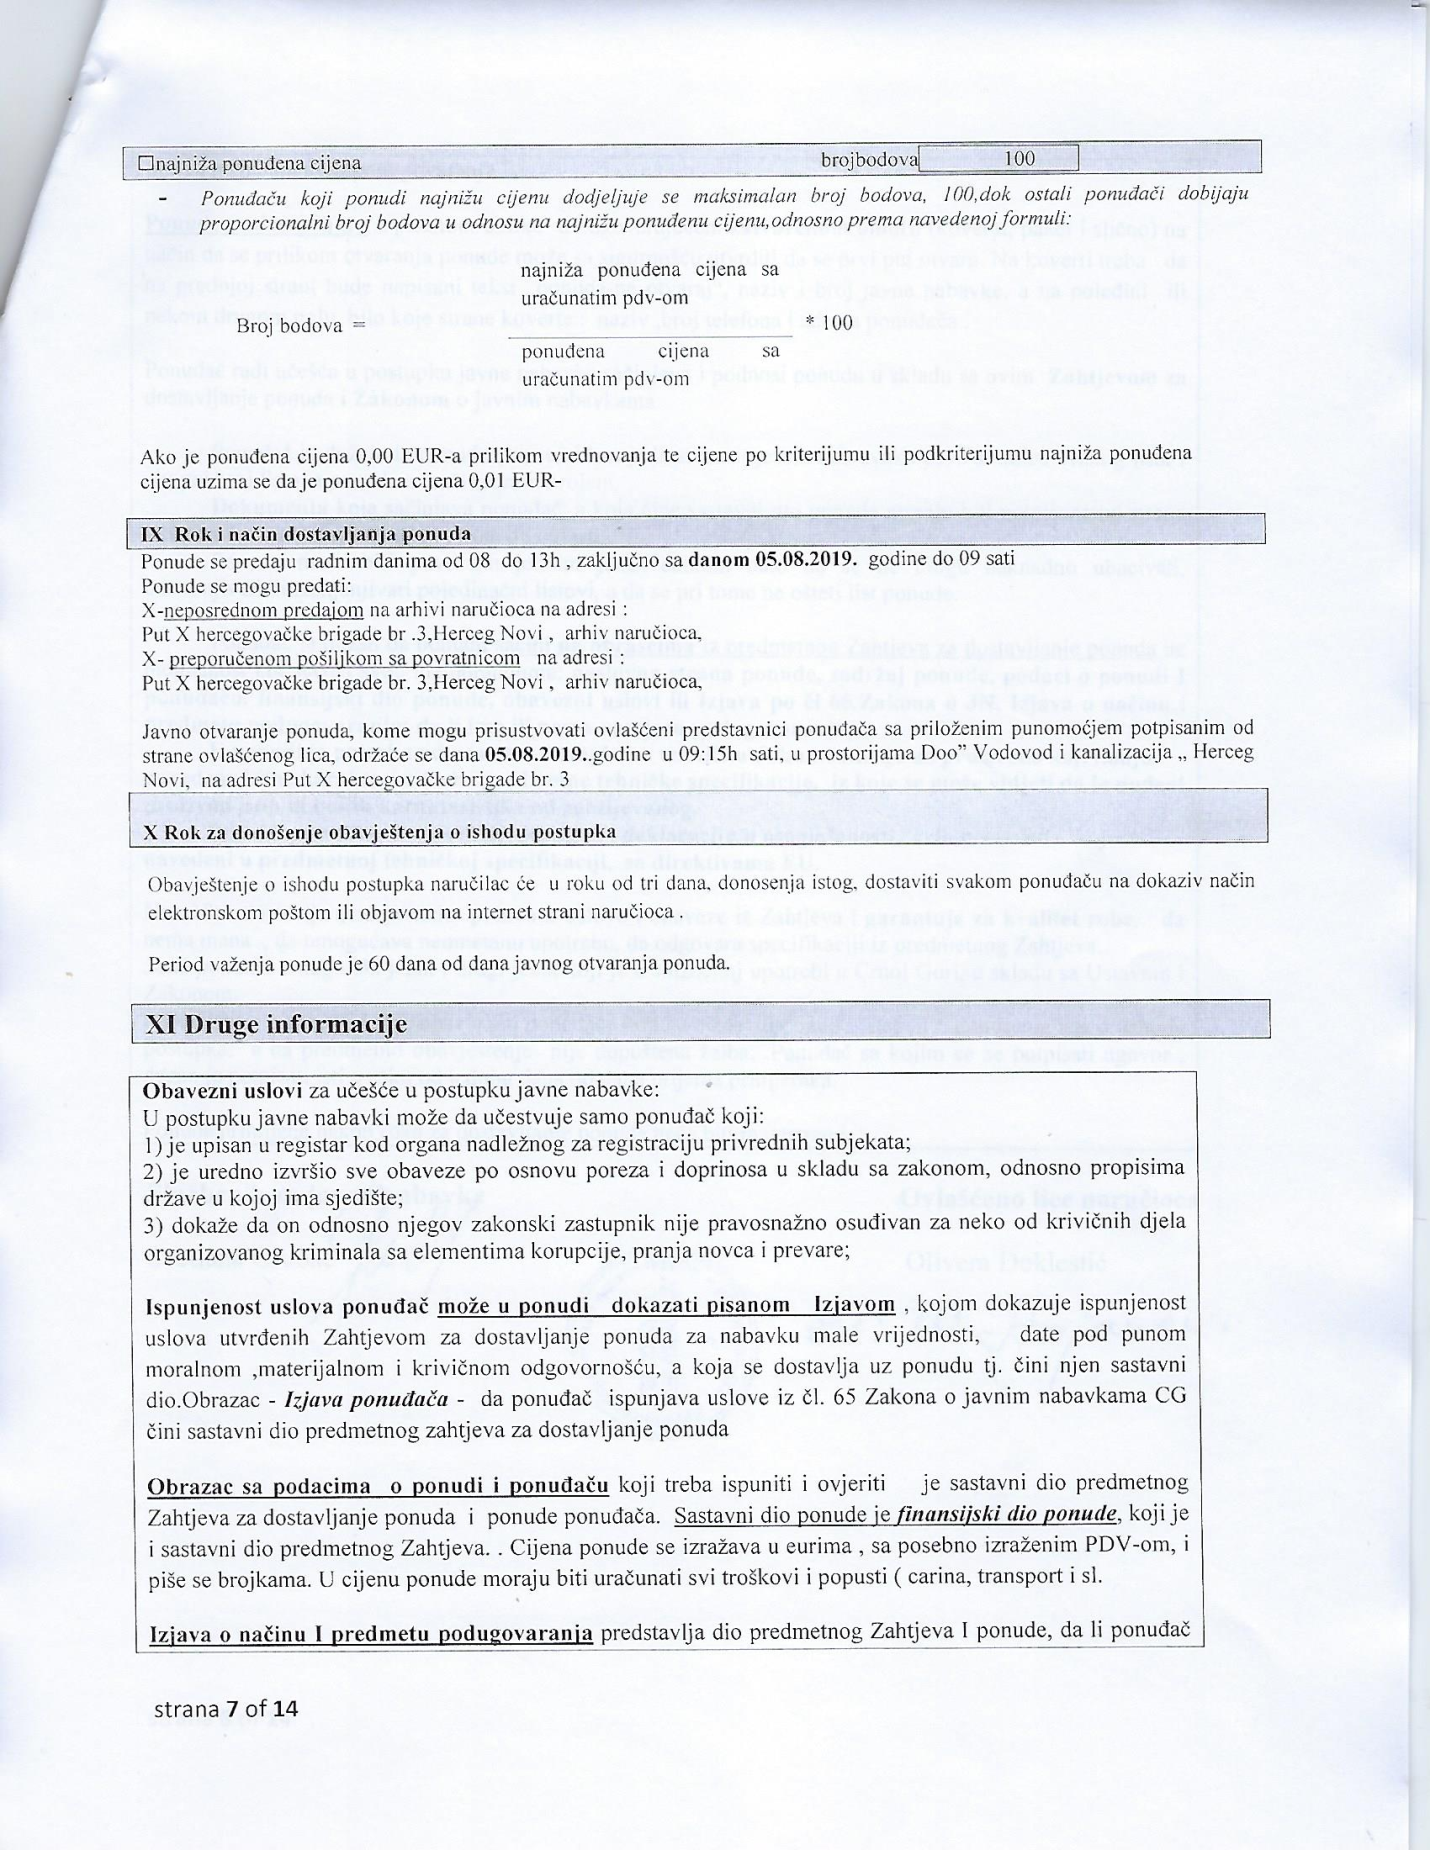 ☐najniža ponuđena cijena brojbodova 100
- Ponuđaču koji ponudi najnižu cijenu dodjeljuje se maksimalan broj bodova, 100,dok ostali ponuđači dobijaju
proporcionalni broj bodova u odnosu na najnižu ponuđenu cijenu,odnosno prema navedenoj formuli:
najniža ponuđena cijena sa
uračunatim pdv-om
Broj bodova = * 100
ponuđena cijena sa
uračunatim pdv-om
Ako je ponuđena cijena 0,00 EUR-a prilikom vrednovanja te cijene po kriterijumu ili podkriterijumu najniža ponuđena
cijena uzima se da je ponuđena cijena 0,01 EUR-
IX Rok i način dostavljanja ponuda
Ponude se predaju radnim danima od 08 do 13h , zaključno sa danom 05.08.2019. godine do 09 sati
Ponude se mogu predati:
X-neposrednom predajom na arhivi naručioca na adresi :
Put X hercegovačke brigade br .3,Herceg Novi , arhiv naručioca,
X- preporučenom pošiljkom sa povratnicom na adresi :
Put X hercegovačke brigade br. 3,Herceg Novi , arhiv naručioca,
Javno otvaranje ponuda, kome mogu prisustvovati ovlašćeni predstavnici ponuđača sa priloženim punomoćjem potpisanim od
strane ovlašćenog lica, održaće se dana 05.08.2019..godine u 09:15h sati, u prostorijama Doo” Vodovod i kanalizacija „ Herceg
Novi, na adresi Put X hercegovačke brigade br. 3
X Rok za donošenje obavještenja o ishodu postupka
Obavještenje o ishodu postupka naručilac će u roku od tri dana, donosenja istog, dostaviti svakom ponuđaču na dokaziv način
elektronskom poštom ili objavom na internet strani naručioca .
Period važenja ponude je 60 dana od dana javnog otvaranja ponuda.
XI Druge informacije
Obavezni uslovi za učešće u postupku javne nabavke:
U postupku javne nabavki može da učestvuje samo ponuđač koji:
1) je upisan u registar kod organa nadležnog za registraciju privrednih subjekata;
2) je uredno izvršio sve obaveze po osnovu poreza i doprinosa u skladu sa zakonom, odnosno propisima
države u kojoj ima sjedište;
3) dokaže da on odnosno njegov zakonski zastupnik nije pravosnažno osuđivan za neko od krivičnih djela
organizovanog kriminala sa elementima korupcije, pranja novca i prevare;
Ispunjenost uslova ponuđač može u ponudi dokazati pisanom Izjavom , kojom dokazuje ispunjenost
uslova utvrđenih Zahtjevom za dostavljanje ponuda za nabavku male vrijednosti, date pod punom
moralnom ,materijalnom i krivičnom odgovornošću, a koja se dostavlja uz ponudu tj. čini njen sastavni
dio.Obrazac - Izjava ponuđača - da ponuđač ispunjava uslove iz čl. 65 Zakona o javnim nabavkama CG
čini sastavni dio predmetnog zahtjeva za dostavljanje ponuda
Obrazac sa podacima o ponudi i ponuđaču koji treba ispuniti i ovjeriti je sastavni dio predmetnog
Zahtjeva za dostavljanje ponuda i ponude ponuđača. Sastavni dio ponude je finansijski dio ponude, koji je
i sastavni dio predmetnog Zahtjeva. . Cijena ponude se izražava u eurima , sa posebno izraženim PDV-om, i
piše se brojkama. U cijenu ponude moraju biti uračunati svi troškovi i popusti ( carina, transport i sl.
Izjava o načinu I predmetu podugovaranja predstavlja dio predmetnog Zahtjeva I ponude, da li ponuđač
strana 7 of 14